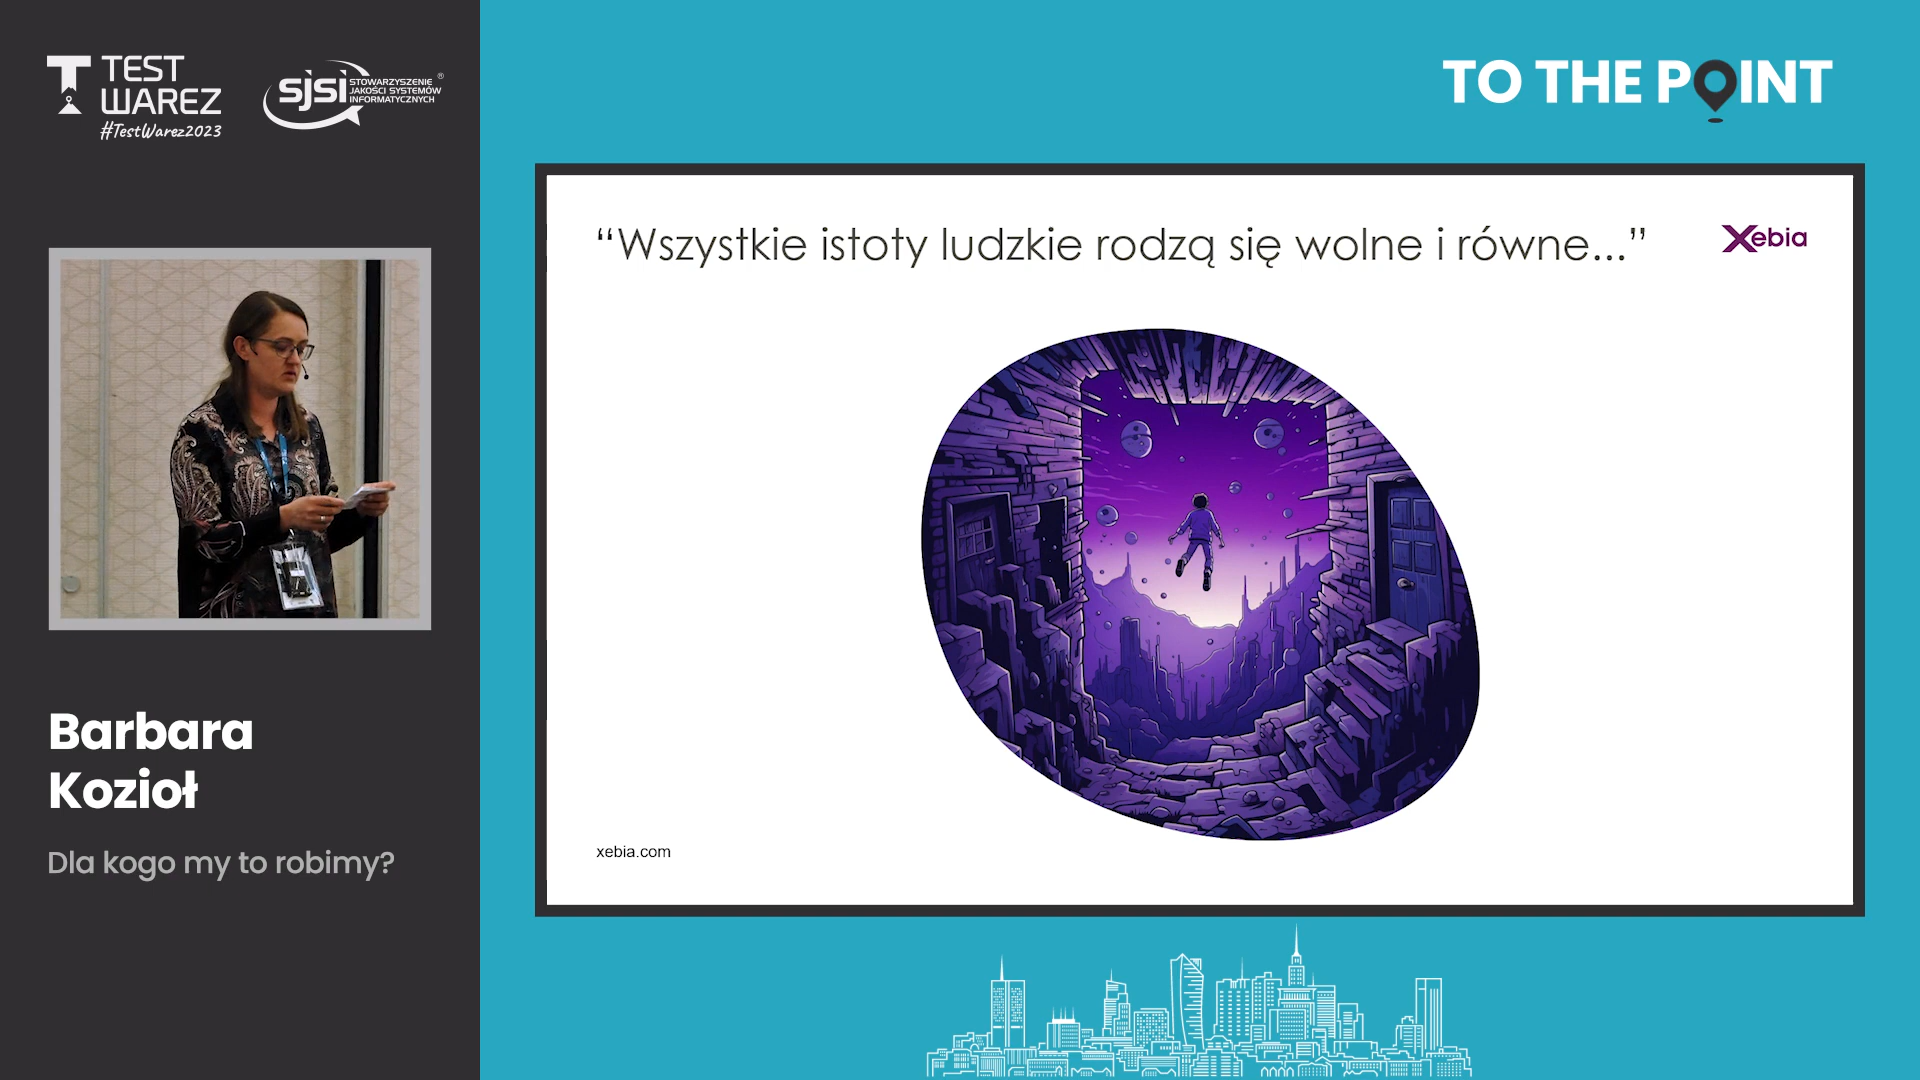 TEST
WAREZ
#TestWarez2023
sjsi STOWARZYSZENIE
JAKOŚCI SYSTEMÓW
INFORMATYCZNYCH ®
TO THE POINT
“Wszystkie istoty ludzkie rodzą się wolne i równe...”
Xebia
Barbara
Kozioł
Dla kogo my to robimy?
xebia.com